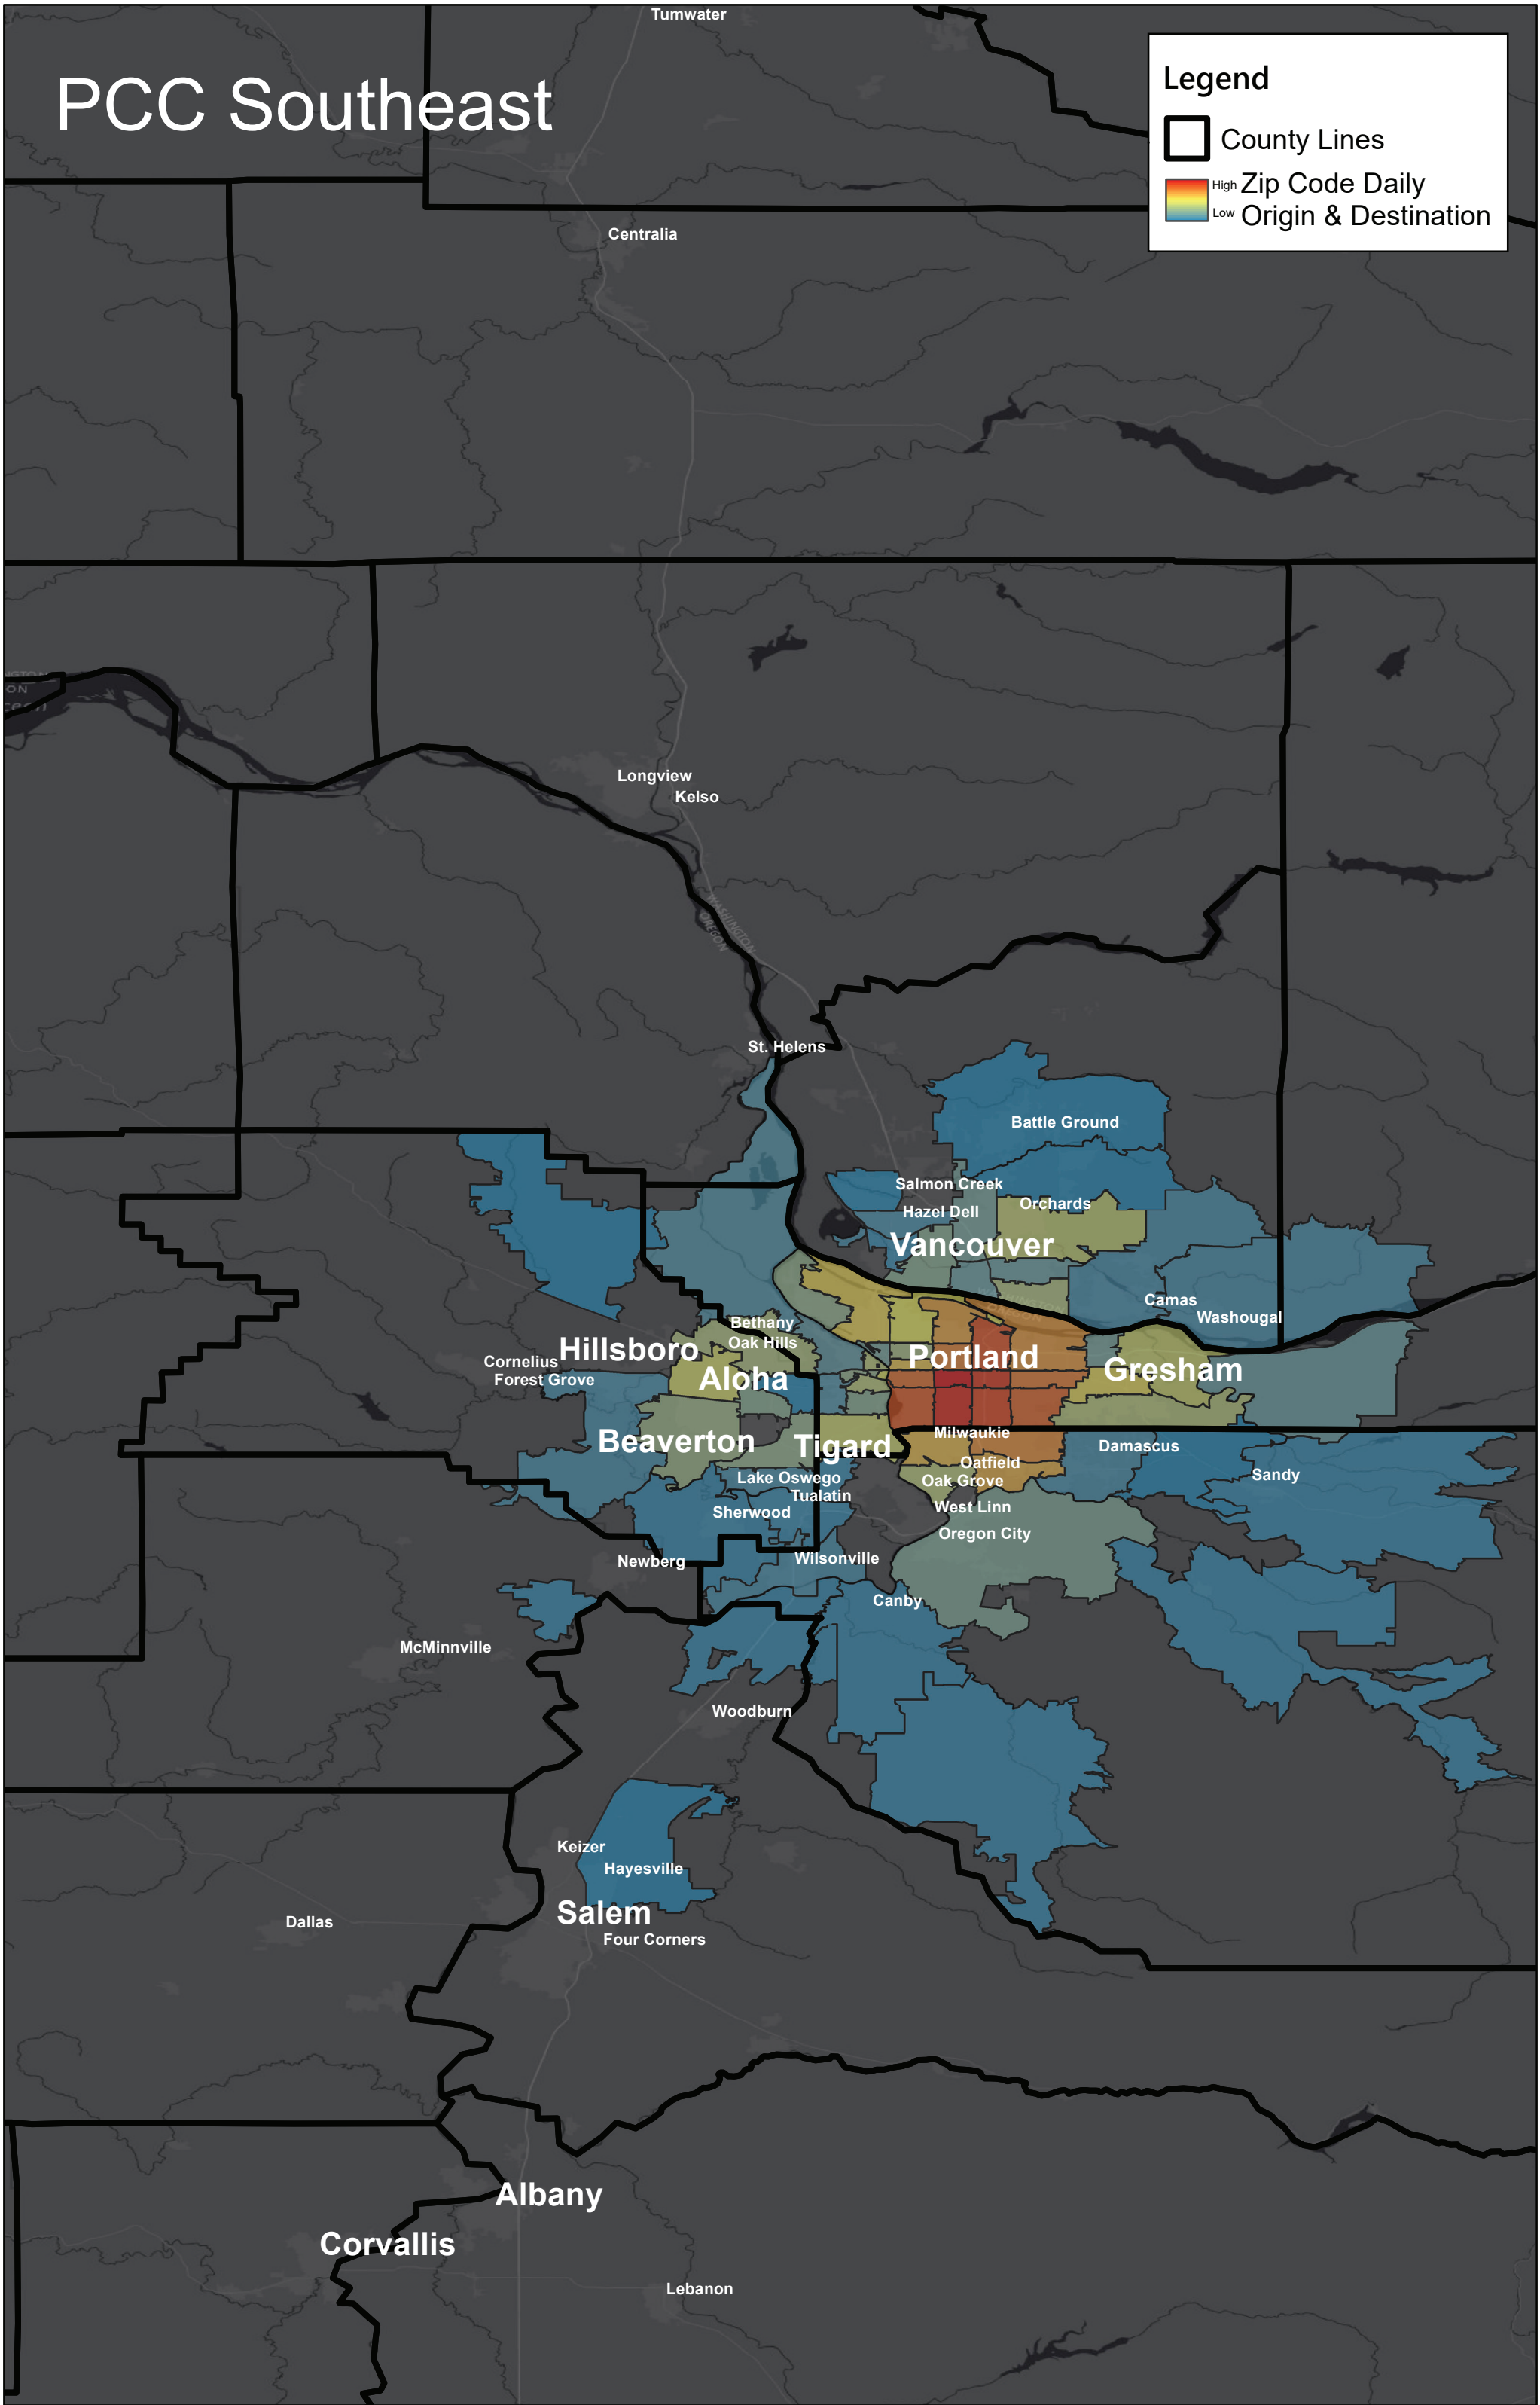 Tumwater
PCC Southeast
Legend
County Lines
High Zip Code Daily
Low Origin & Destination
Centralia
Longview
Kelso
WASHINGTON
OREGON
St. Helens
Battle Ground
Salmon Creek
Orchards
Hazel Dell
Vancouver
Camas
Washougal
Bethany
Oak Hills
Hillsboro
Portland
Gresham
Cornelius
Forest Grove
Aloha
Beaverton
Tigard
Milwaukie
Damascus
Oatfield
Sandy
Lake Oswego
Oak Grove
Tualatin
West Linn
Sherwood
Oregon City
Newberg
Wilsonville
Canby
McMinnville
Woodburn
Keizer
Hayesville
Salem
Dallas
Four Corners
Albany
Corvallis
Lebanon